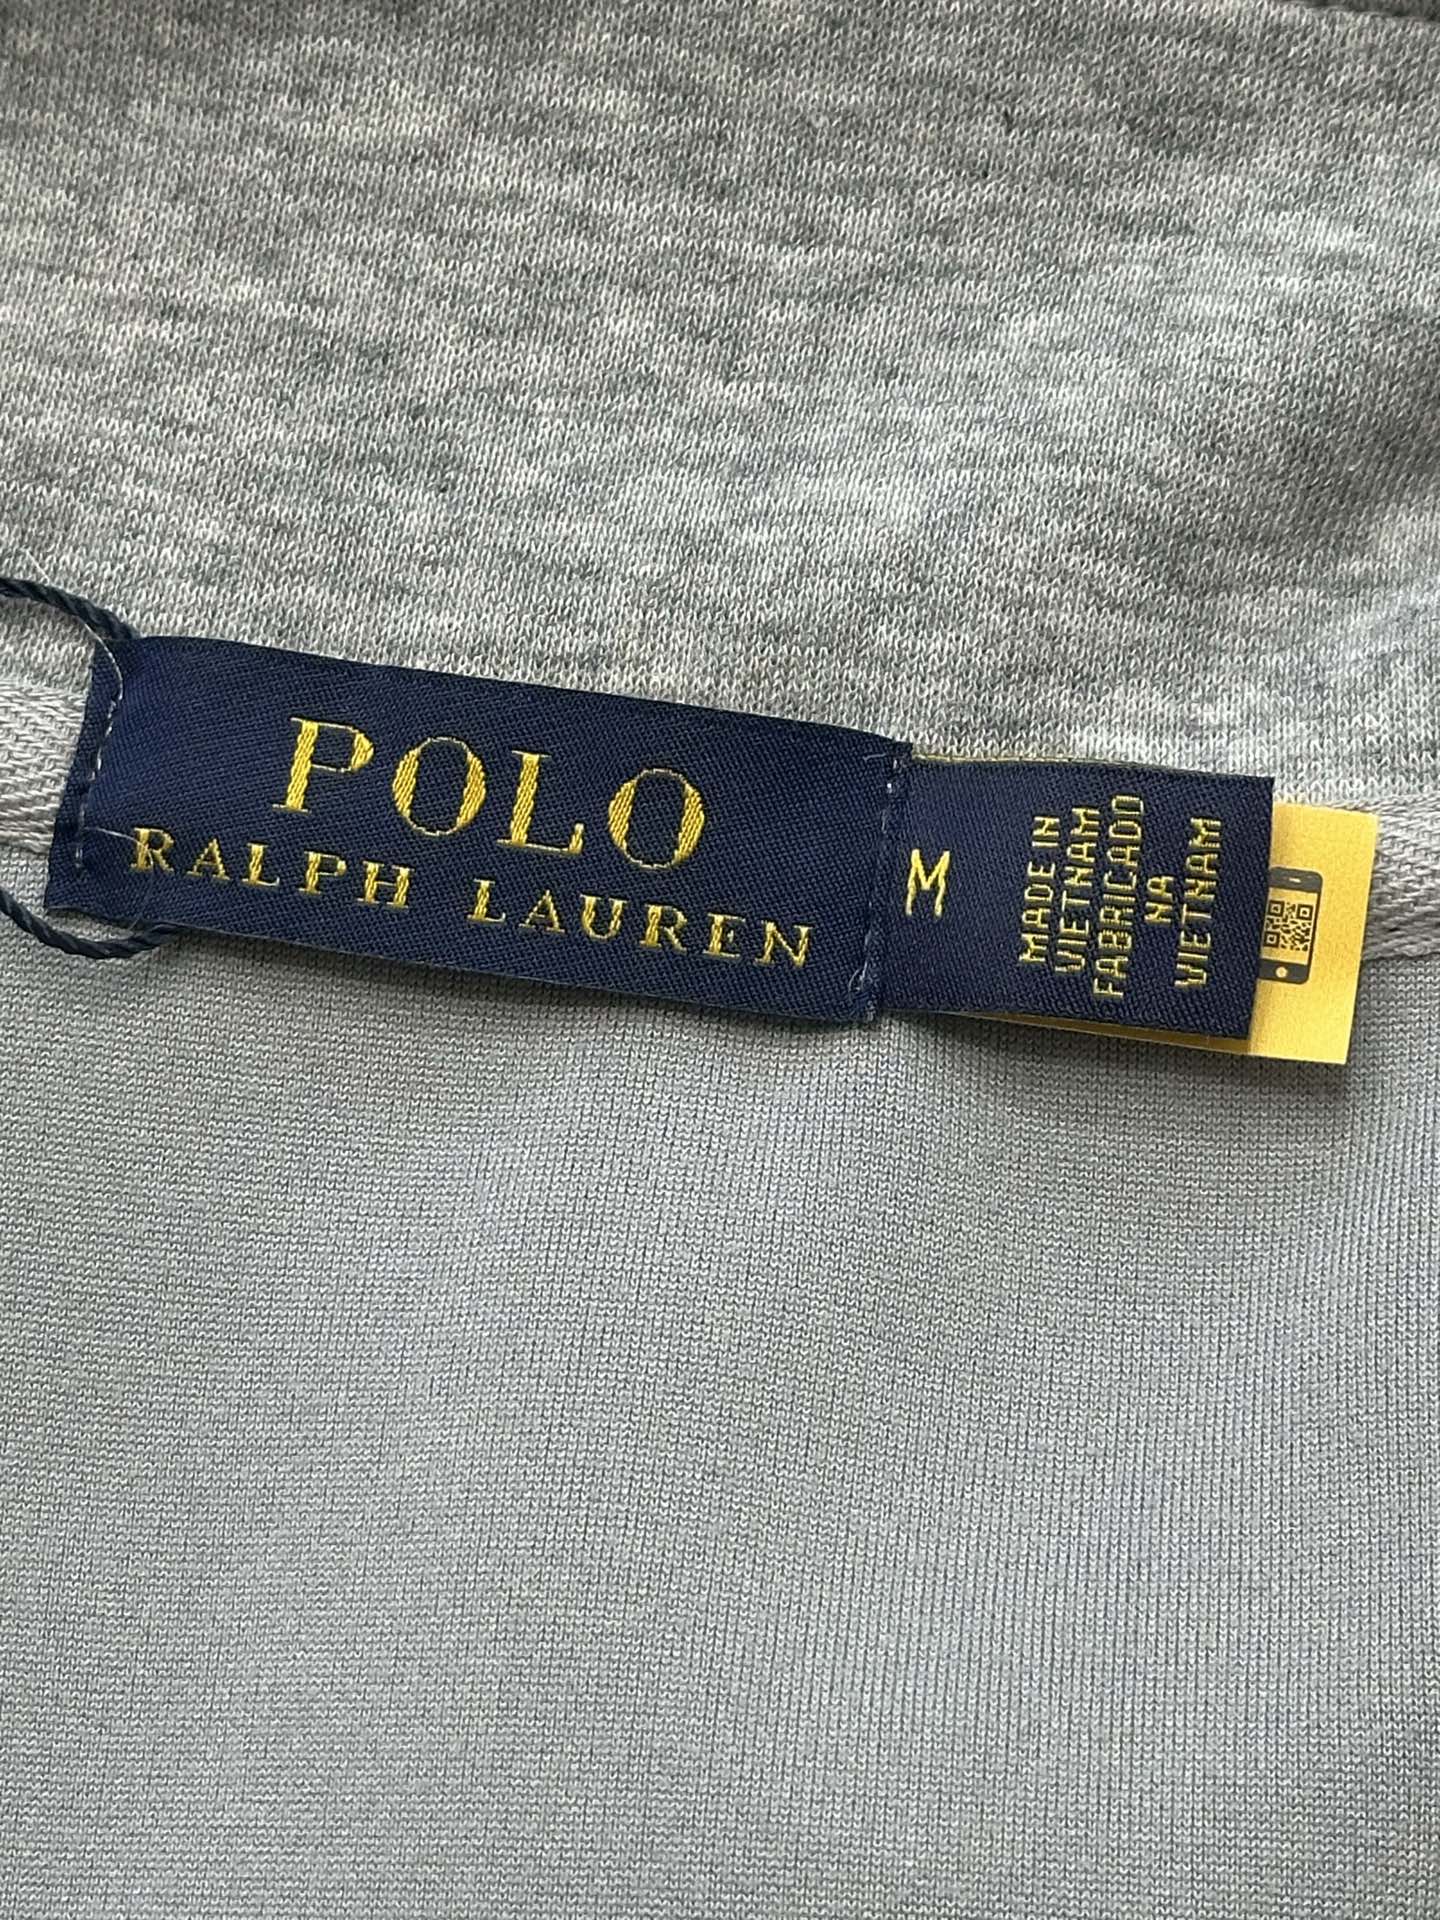 POLO
RALPH LAUREN
M
MADE IN
VIETNAM
FABRICADO
NA
VIETNAM